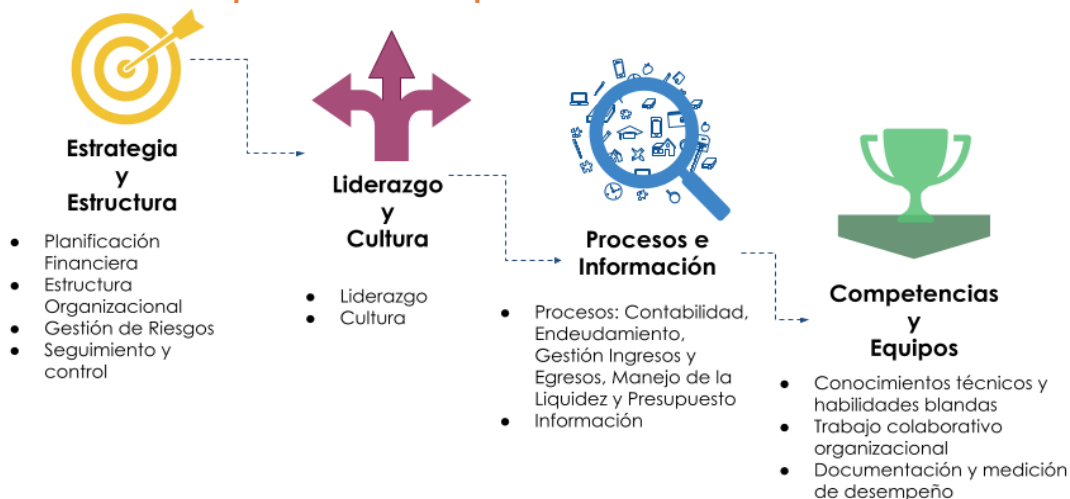 Estrategia
y
Estructura
● Planificación
Financiera
● Estructura
Organizacional
● Gestión de Riesgos
● Seguimiento y
control
Liderazgo
y
Cultura
● Liderazgo
● Cultura
Procesos e
Información
● Procesos: Contabilidad,
Endeudamiento,
Gestión Ingresos y
Egresos, Manejo de la
Liquidez y Presupuesto
● Información
Competencias
y
Equipos
● Conocimientos técnicos y
habilidades blandas
● Trabajo colaborativo
organizacional
● Documentación y medición
de desempeño